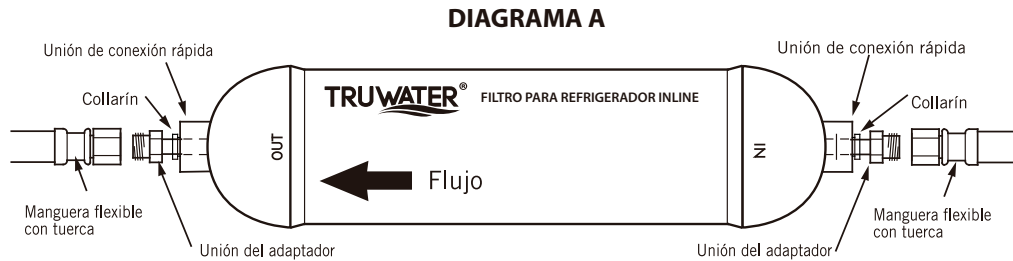 DIAGRAMA A
Unión de conexión rápida
Unión de conexión rápida
Collarín
Collarín
TRUWATER®
FILTRO PARA REFRIGERADOR INLINE
OUT
IN
Flujo
Manguera flexible
con tuerca
Manguera flexible
con tuerca
Unión del adaptador
Unión del adaptador